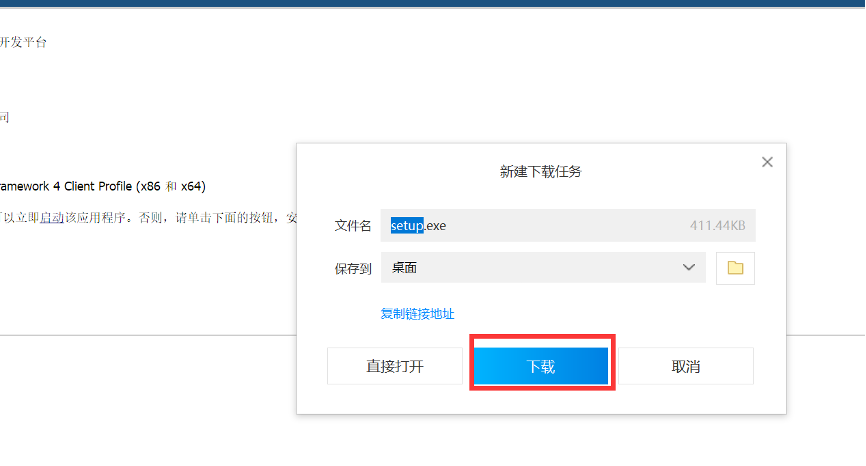 开发平台
司
ramework 4 Client Profile (x86 和 x64)
可以立即启动该应用程序。否则，请单击下面的按钮，安
新建下载任务
文件名
setup.exe
411.44KB
保存到
桌面
复制链接地址
直接打开
下载
取消